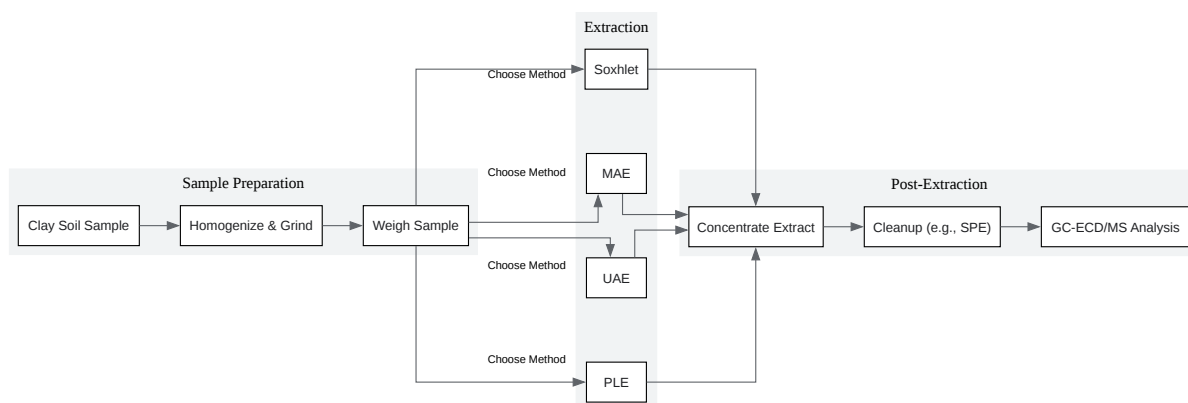 Extraction
Choose Method
Soxhlet
Choose Method
MAE
Sample Preparation
Post-Extraction
Clay Soil Sample
Homogenize & Grind
Weigh Sample
Concentrate Extract
Cleanup (e.g., SPE)
GC-ECD/MS Analysis
Choose Method
UAE
Choose Method
PLE